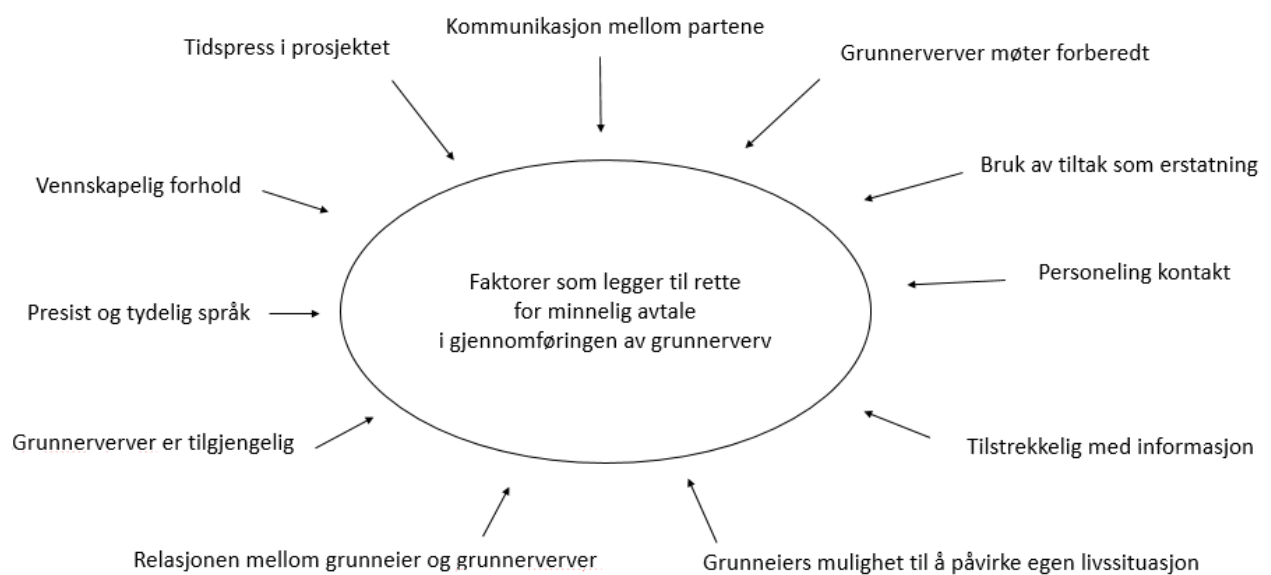 Kommunikasjon mellom partene
Tidspress i prosjektet
Grunnerverver møter forberedt
Bruk av tiltak som erstatning
Vennskapelig forhold
Personeling kontakt
Faktorer som legger til rette
for minnelig avtale
i gjennomføringen av grunnerverv
Presist og tydelig språk
Grunnerverver er tilgjengelig
Tilstrekkelig med informasjon
Relasjonen mellom grunneier og grunnerverver
Grunneiers mulighet til å påvirke egen livssituasjon